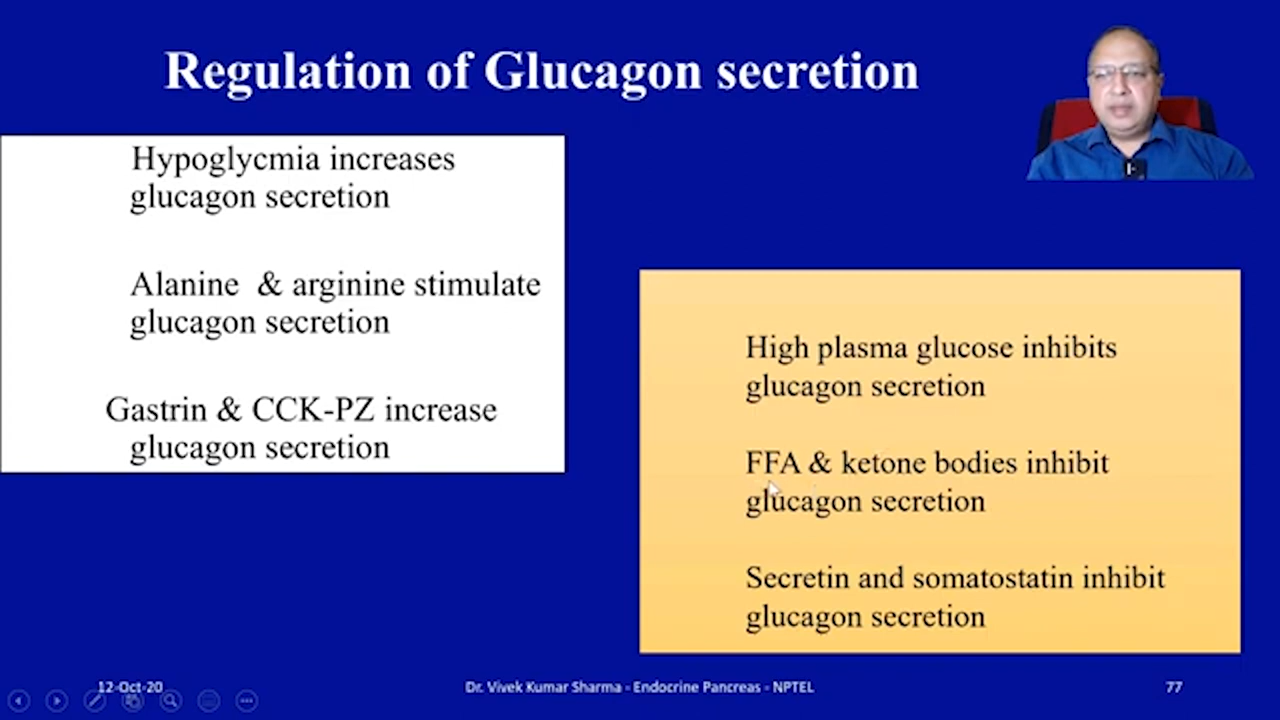 Regulation of Glucagon secretion
Hypoglycmia increases
glucagon secretion
Alanine & arginine stimulate
glucagon secretion
Gastrin & CCK-PZ increase
glucagon secretion
High plasma glucose inhibits
glucagon secretion
FFA & ketone bodies inhibit
glucagon secretion
Secretin and somatostatin inhibit
glucagon secretion
12-Oct-20
Dr. Vivek Kumar Sharma - Endocrine Pancreas - NPTEL
77